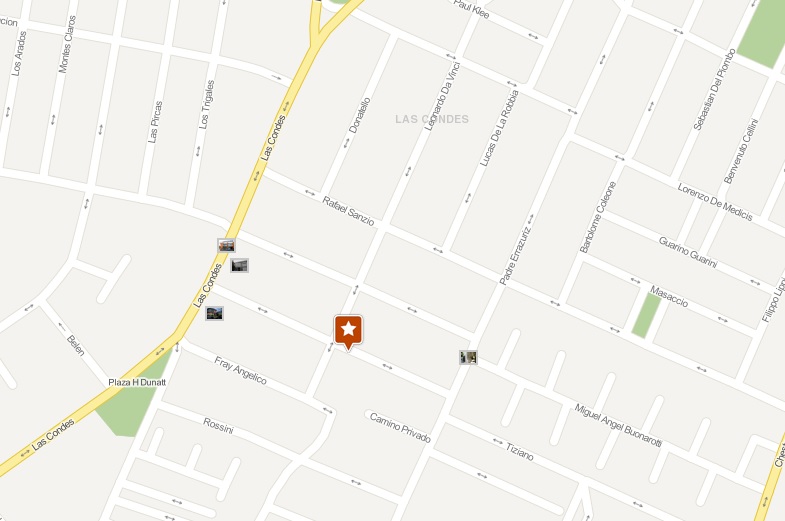 Paul Klee
cion
Los Arados
Montes Claros
Las Pircas
Los Trigales
Las Condes
Donatello
Leonardo Da Vinci
LAS CONDES
Lucas De La Robbia
Sebastian Del Piombo
Benvenuto Cellini
Lorenzo De Medicis
Rafael Sanzio
Padre Errazuriz
Bartolome Coleone
Guarino Guarini
Masaccio
Filippo Lippi
Las Condes
Belen
Plaza H Dunatt
Fray Angelico
Las Condes
Rossini
Camino Privado
Tiziano
Miguel Angel Buonarotti
Chest